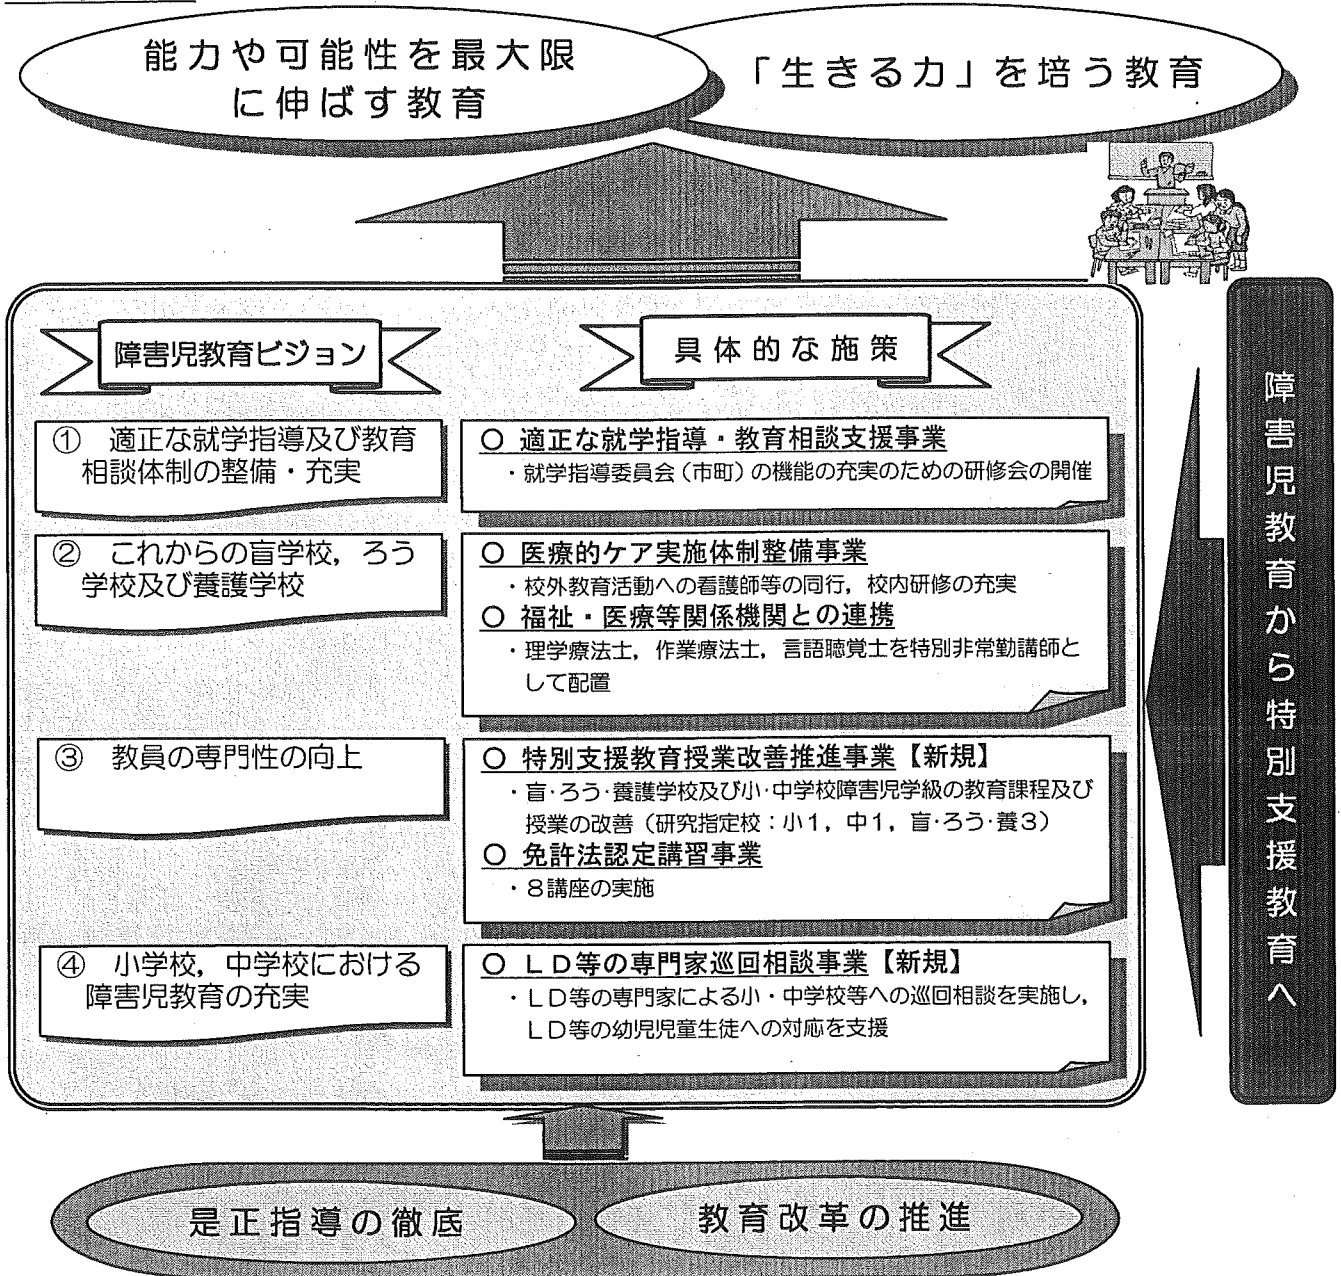 能力や可能性を最大限
に伸ばす教育
「生きる力」を培う教育
障害児教育ビジョン
具体的な施策
① 適正な就学指導及び教育
相談体制の整備・充実
○ 適正な就学指導・教育相談支援事業
・就学指導委員会（市町）の機能の充実のための研修会の開催
② これからの盲学校，ろう
学校及び養護学校
○ 医療的ケア実施体制整備事業
・校外教育活動への看護師等の同行，校内研修の充実
○ 福祉・医療等関係機関との連携
・理学療法士，作業療法士，言語聴覚士を特別非常勤講師と
して配置
③ 教員の専門性の向上
○ 特別支援教育授業改善推進事業【新規】
・盲・ろう・養護学校及び小・中学校障害児学級の教育課程及び
授業の改善（研究指定校：小１，中１，盲・ろう・養３）
○ 免許法認定講習事業
・８講座の実施
④ 小学校，中学校における
障害児教育の充実
○ ＬＤ等の専門家巡回相談事業【新規】
・ＬＤ等の専門家による小・中学校等への巡回相談を実施し，
ＬＤ等の幼児児童生徒への対応を支援
障害児教育から特別支援教育へ
是正指導の徹底
教育改革の推進